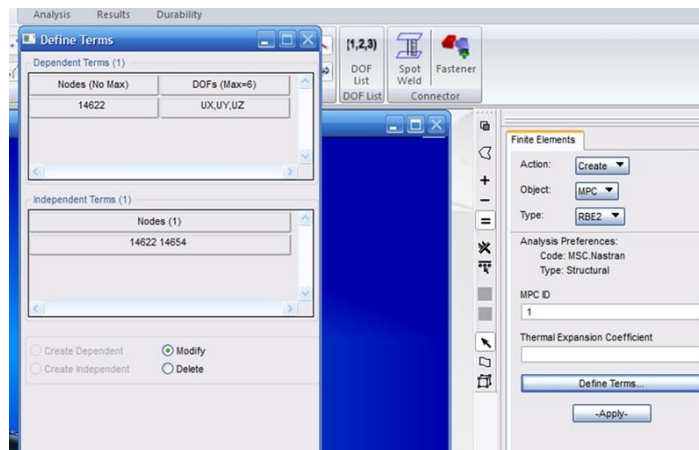 Analysis Results Durability
Define Terms
Dependent Terms (1)
Nodes (No Max) DOFs (Max=6)
14622 UX,UY,UZ
Independent Terms (1)
Nodes (1)
14622 14654
Create Dependent Modify
Create Independent Delete
(1,2,3)
DOF List
Spot Weld
Fastener
DOF List Connector
Finite Elements
Action: Create
Object: MPC
Type: RBE2
Analysis Preferences:
Code: MSC.Nastran
Type: Structural
MPC ID
1
Thermal Expansion Coefficient
Define Terms...
-Apply-